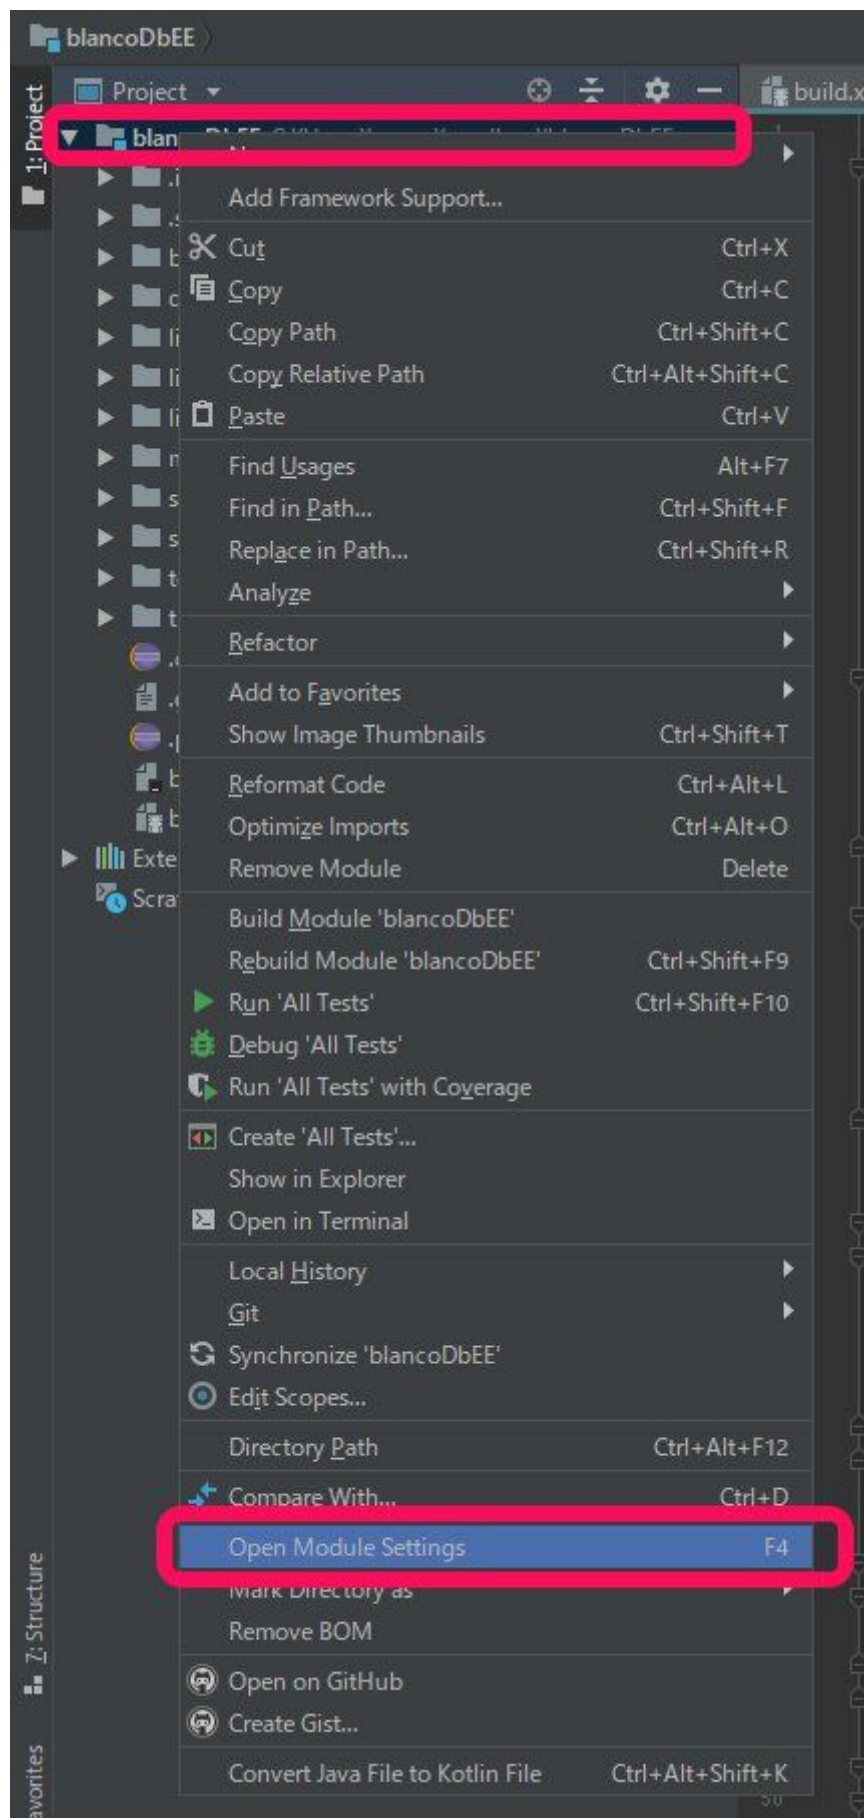 blancoDbEE
1: Project
Project
build.x
blan
Add Framework Support...
Cut Ctrl+X
Copy Ctrl+C
Copy Path Ctrl+Shift+C
Copy Relative Path Ctrl+Alt+Shift+C
Paste Ctrl+V
Find Usages Alt+F7
Find in Path... Ctrl+Shift+F
Replace in Path... Ctrl+Shift+R
Analyze
Refactor
Add to Favorites
Show Image Thumbnails Ctrl+Shift+T
Reformat Code Ctrl+Alt+L
Optimize Imports Ctrl+Alt+O
Remove Module Delete
Exte
Scra
Build Module 'blancoDbEE'
Rebuild Module 'blancoDbEE' Ctrl+Shift+F9
Run 'All Tests' Ctrl+Shift+F10
Debug 'All Tests'
Run 'All Tests' with Coverage
Create 'All Tests'...
Show in Explorer
Open in Terminal
Local History
Git
Synchronize 'blancoDbEE'
Edit Scopes...
Directory Path Ctrl+Alt+F12
Compare With... Ctrl+D
Open Module Settings F4
Mark Directory as
Remove BOM
Open on GitHub
Create Gist...
Convert Java File to Kotlin File Ctrl+Alt+Shift+K
7: Structure
avorites